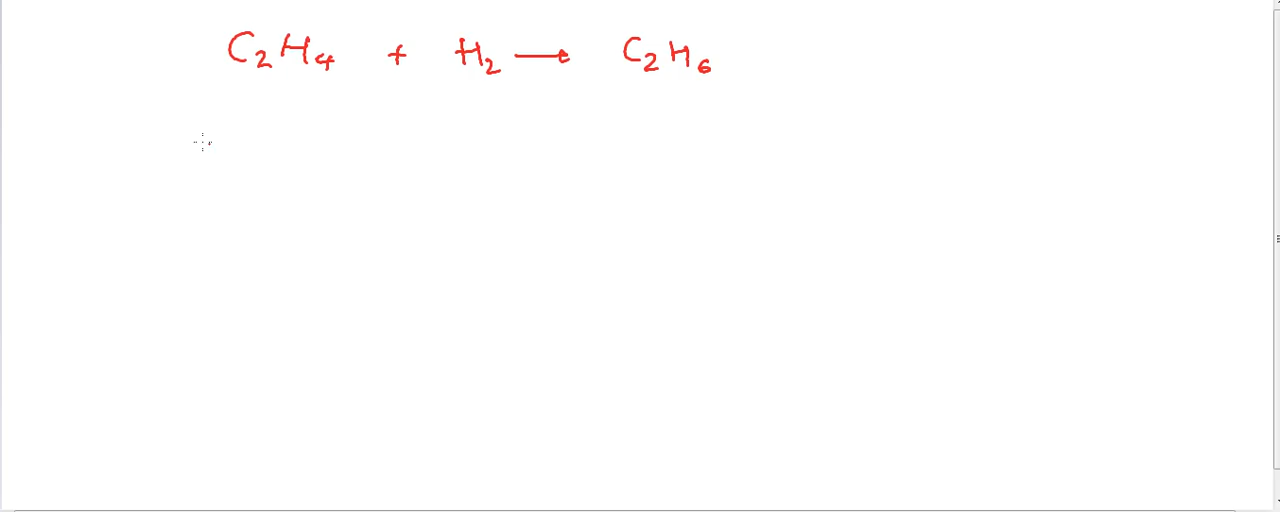 C₂H₄ + H₂ → C₂H₆